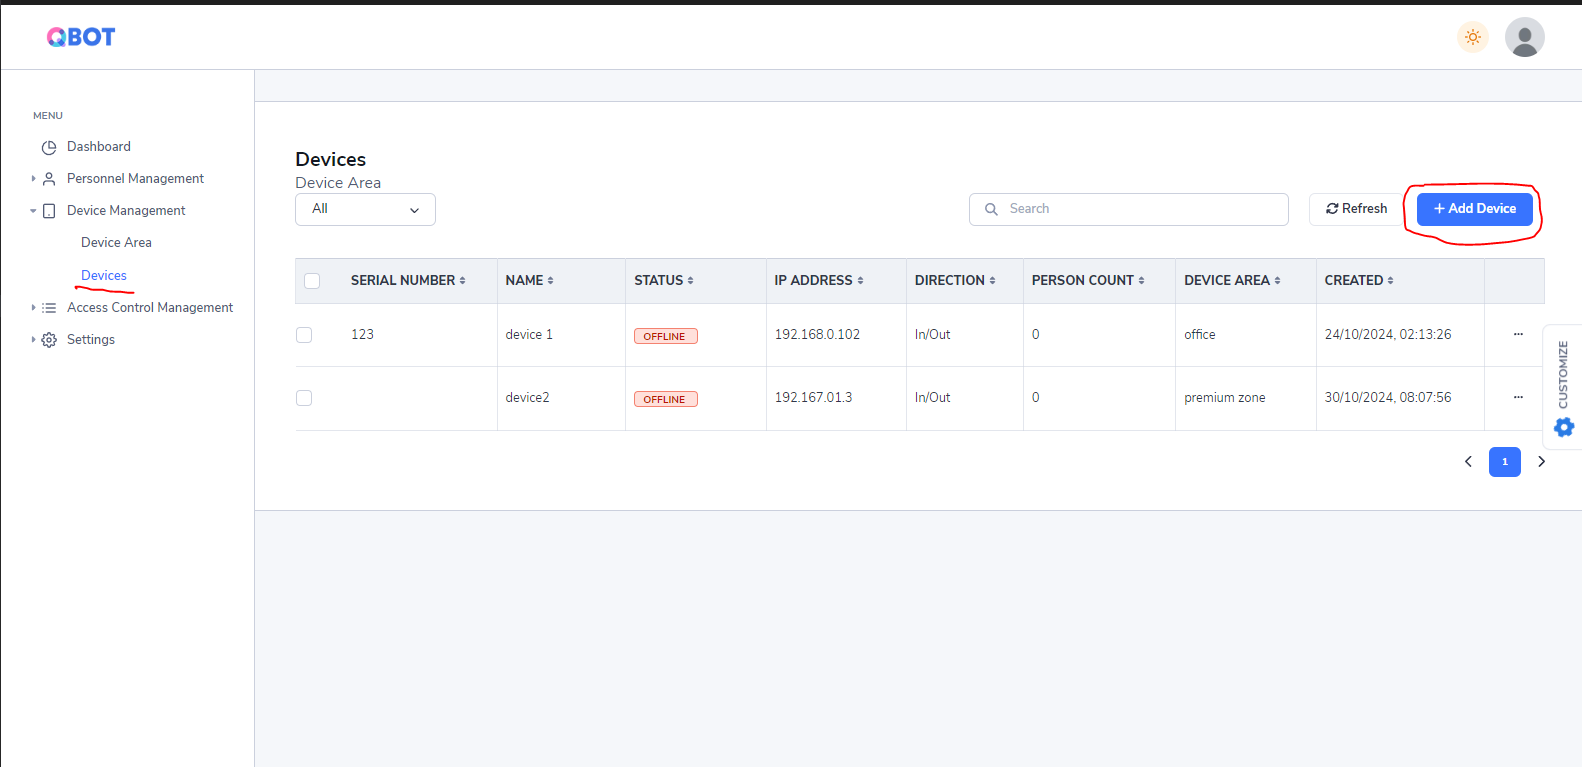 QBOT
MENU
Dashboard
Personnel Management
Device Management
Device Area
Devices
Access Control Management
Settings
Devices
Device Area
All
Search
Refresh
+ Add Device
SERIAL NUMBER NAME STATUS IP ADDRESS DIRECTION PERSON COUNT DEVICE AREA CREATED
123 device 1 OFFLINE 192.168.0.102 In/Out 0 office 24/10/2024, 02:13:26 ...
device2 OFFLINE 192.167.01.3 In/Out 0 premium zone 30/10/2024, 08:07:56 ...
1
CUSTOMIZE